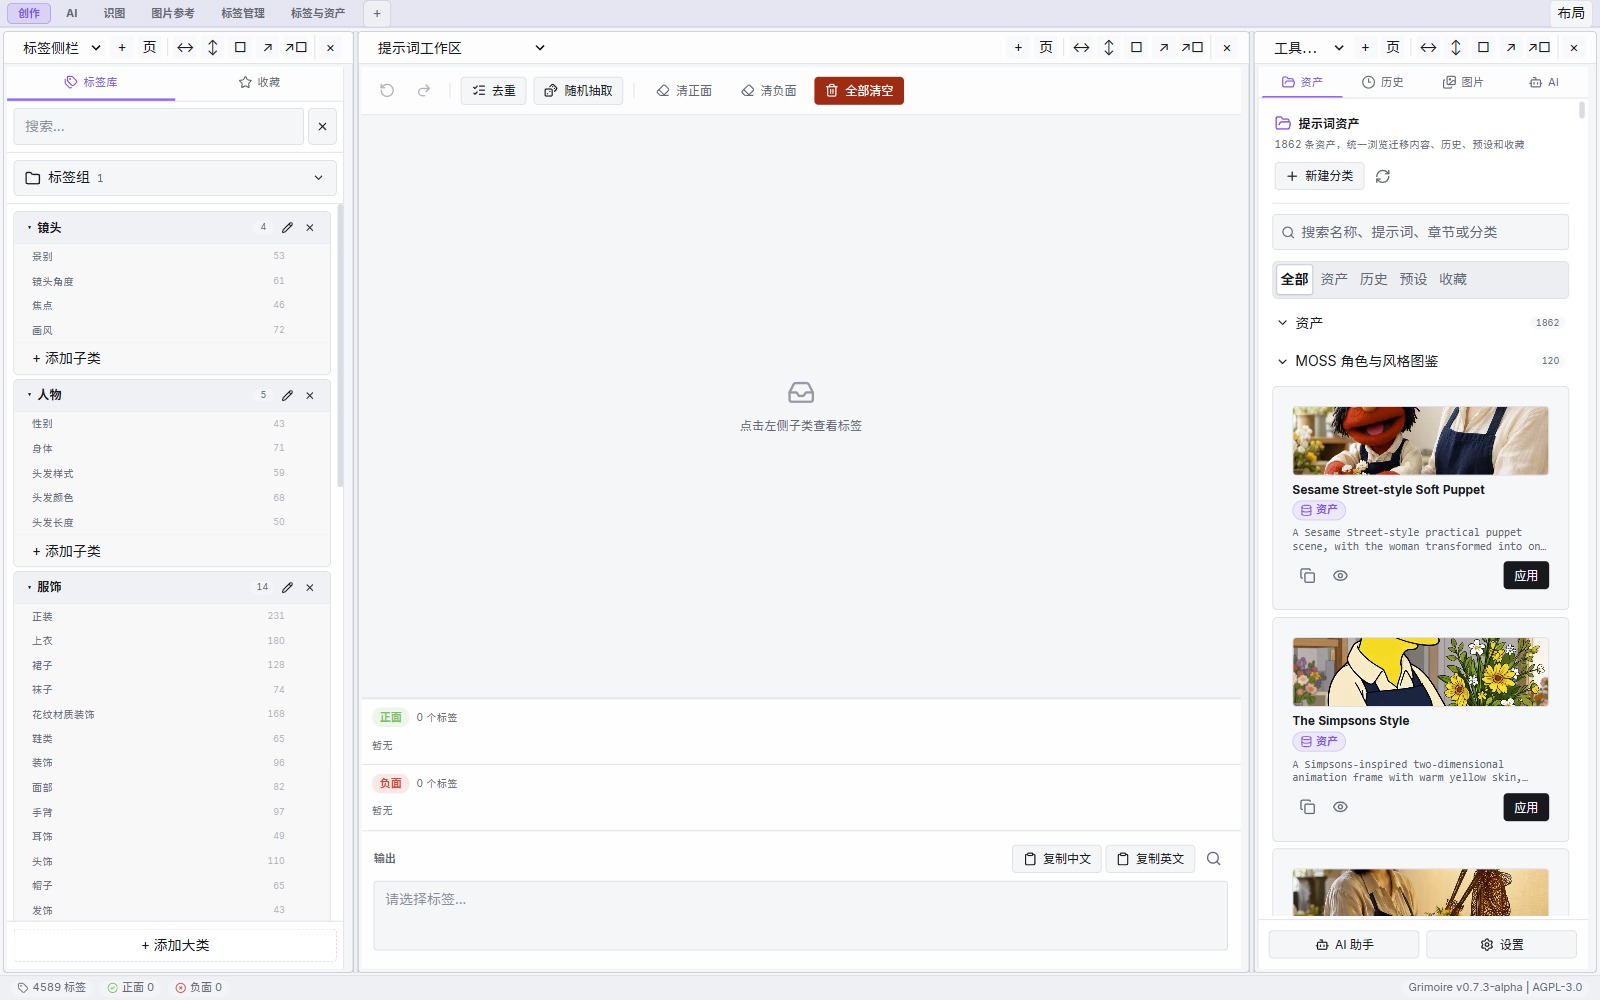 创作 AI 识图 图片参考 标签管理 标签与资产 + 布局
标签侧栏 + 页 ×
标签库 收藏
搜索... ×
标签组 1
镜头 4 ×
景别 53
镜头角度 61
焦点 46
画风 72
+ 添加子类
人物 5 ×
性别 43
身体 71
头发样式 59
头发颜色 68
头发长度 50
+ 添加子类
服饰 14 ×
正装 231
上衣 180
裙子 128
袜子 74
花纹材质装饰 168
鞋类 65
装饰 96
面部 82
手臂 97
耳饰 49
头饰 110
帽子 65
发饰 43
+ 添加大类
提示词工作区 + 页 ×
去重 随机抽取 清正面 清负面 全部清空
点击左侧子类查看标签
正面 0 个标签
暂无
负面 0 个标签
暂无
输出 复制中文 复制英文
请选择标签...
工具... + 页 ×
资产 历史 图片 AI
提示词资产
1862 条资产，统一浏览迁移内容、历史、预设和收藏
+ 新建分类
搜索名称、提示词、章节或分类
全部 资产 历史 预设 收藏
资产 1862
MOSS 角色与风格图鉴 120
Sesame Street-style Soft Puppet
资产
A Sesame Street-style practical puppet
scene, with the woman transformed into on…
应用
The Simpsons Style
资产
A Simpsons-inspired two-dimensional
animation frame with warm yellow skin,…
应用
AI 助手 设置
4589 标签 正面 0 负面 0 Grimoire v0.7.3-alpha | AGPL-3.0